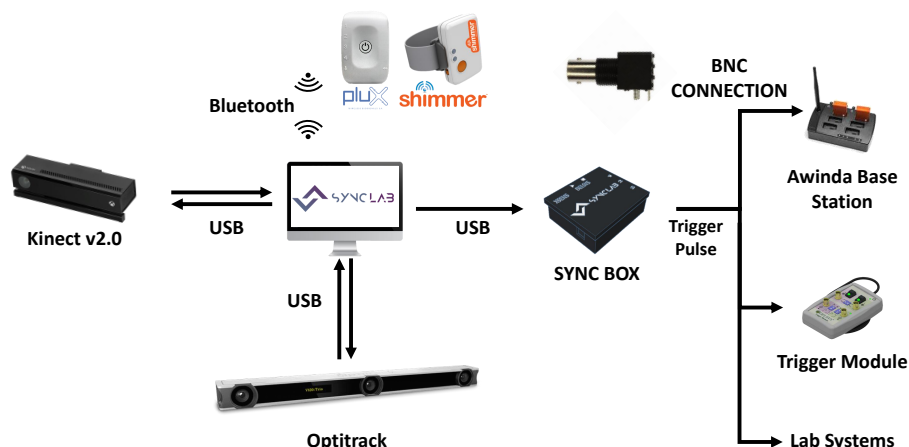 Bluetooth
plux
shimmer
shimmer
BNC
CONNECTION
SYNCLAB
USB
USB
Kinect v2.0
SYNC BOX
Trigger
Pulse
Awinda Base
Station
USB
Trigger Module
Optitrack
Lab Systems